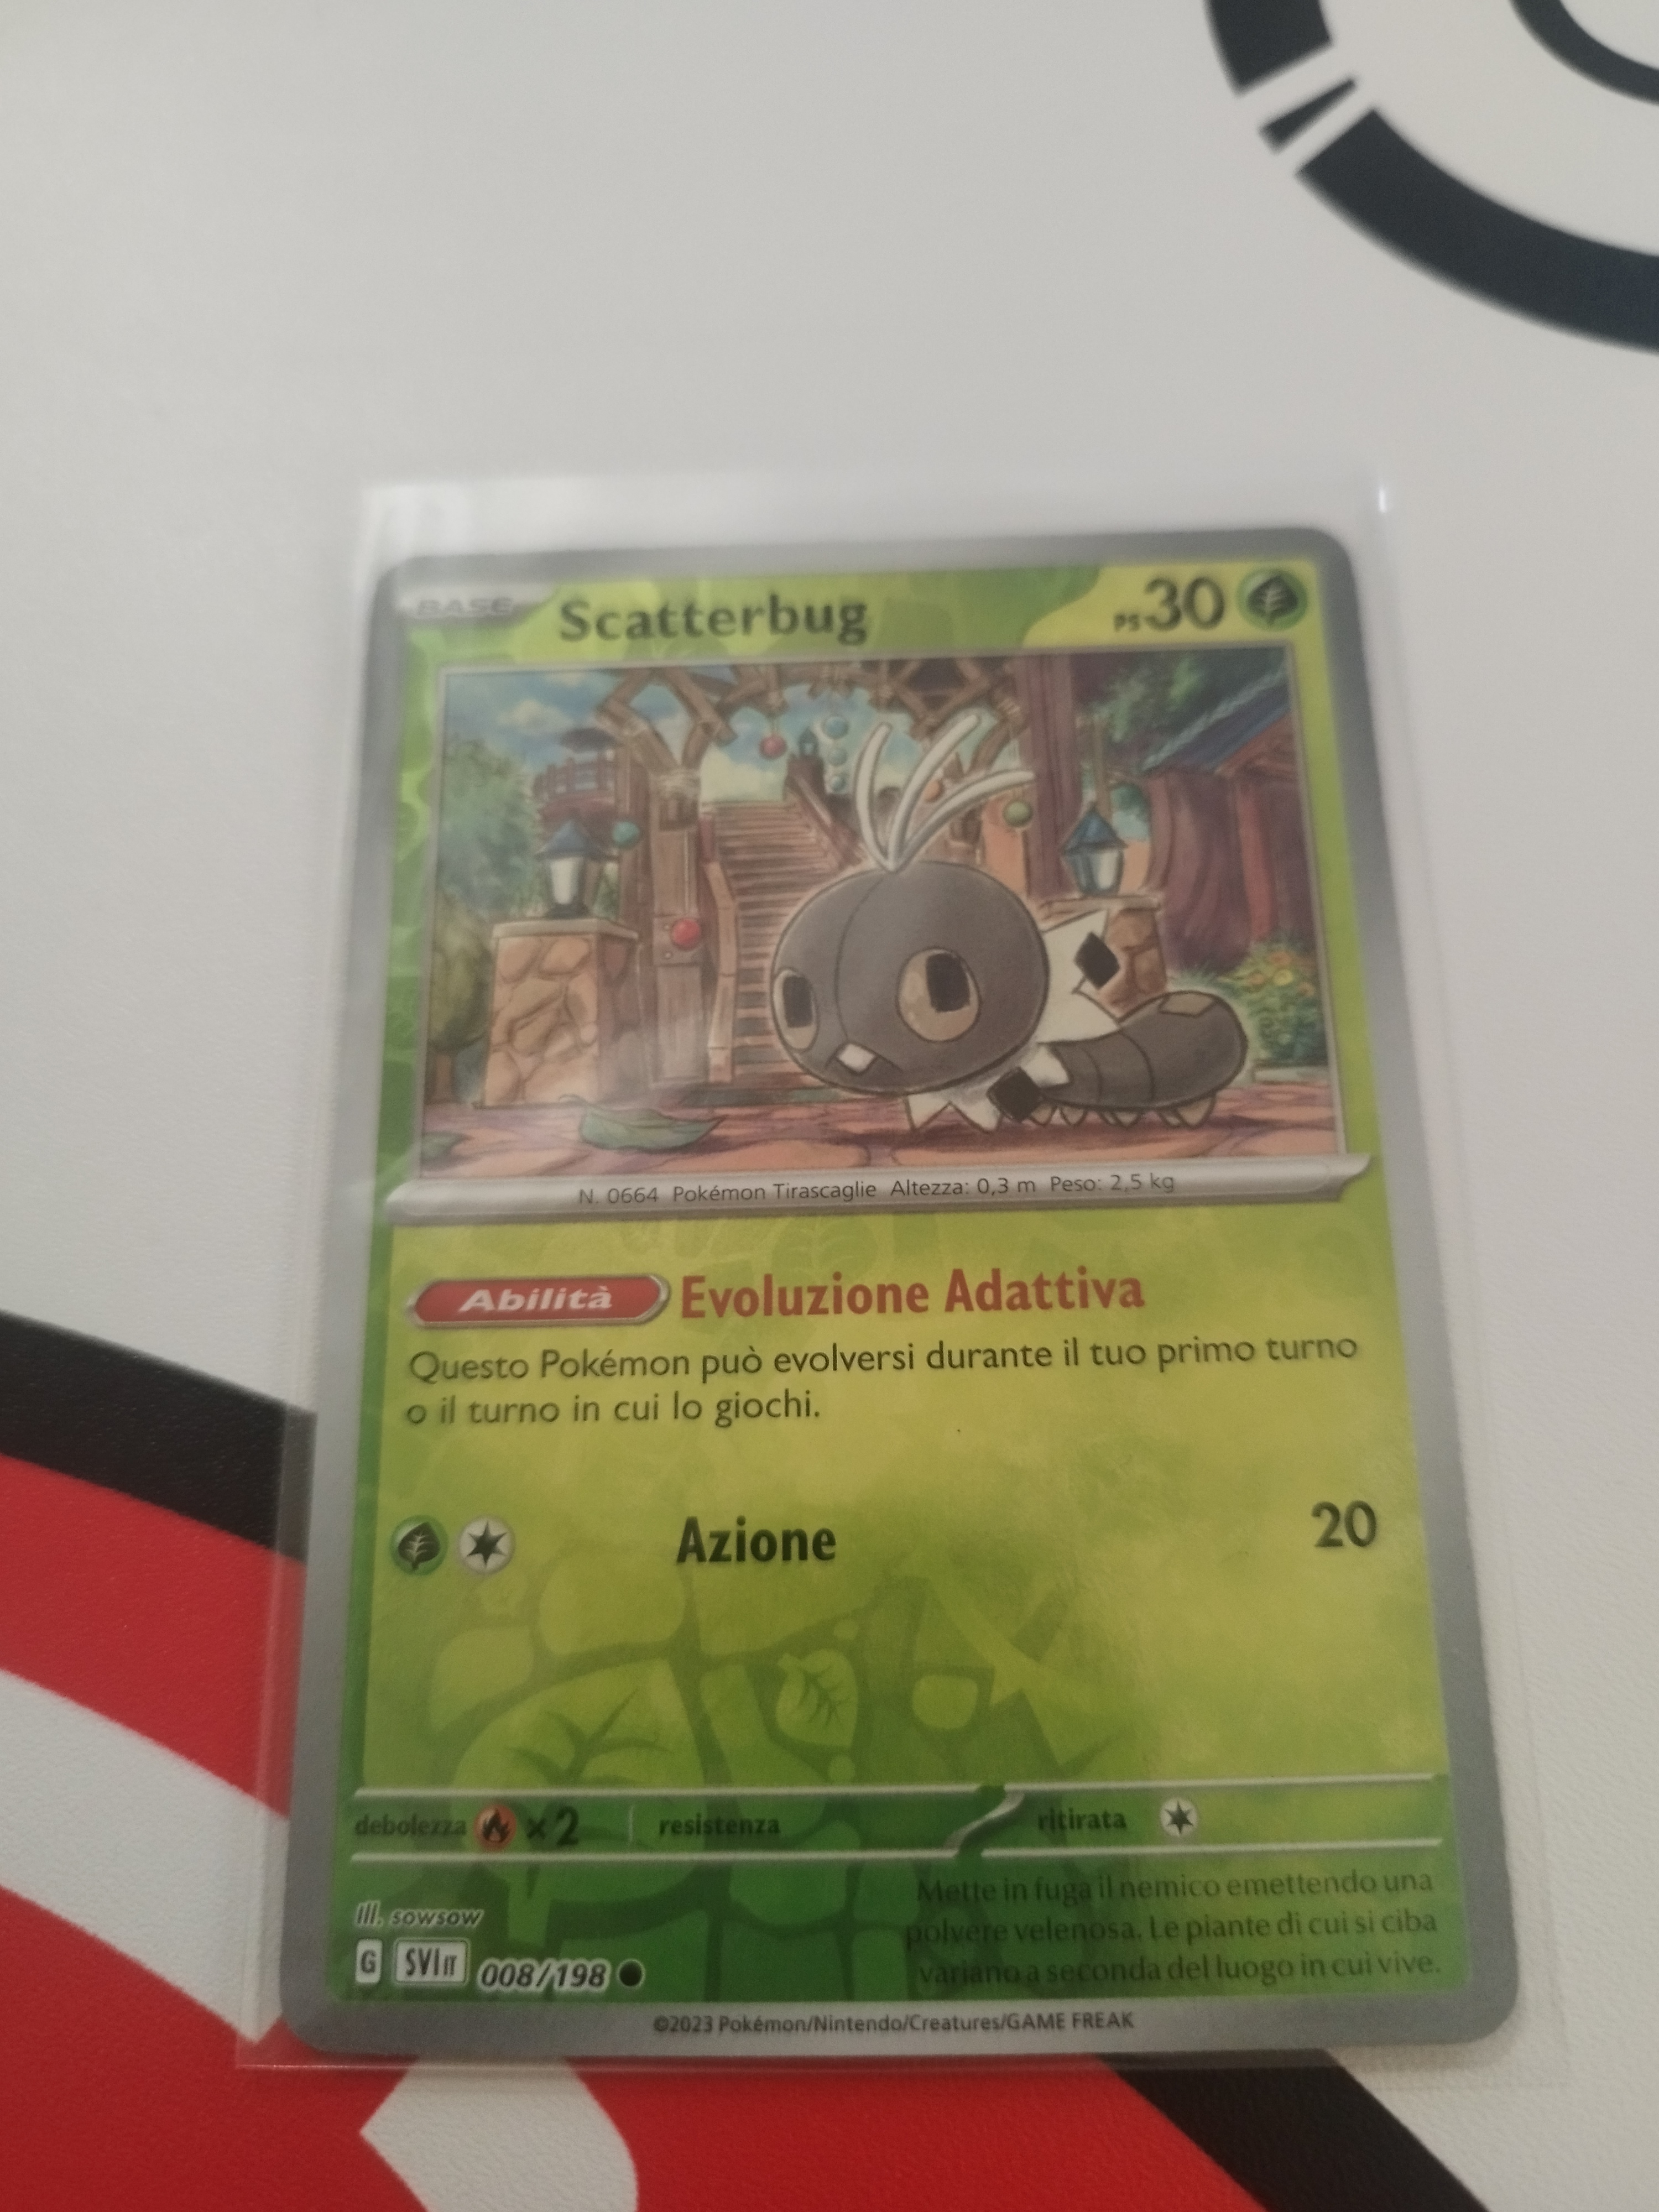 BASE Scatterbug PS 30
N. 0664 Pokémon Tirascaglie Altezza: 0,3 m Peso: 2,5 kg
Abilità Evoluzione Adattiva
Questo Pokémon può evolversi durante il tuo primo turno
o il turno in cui lo giochi.
Azione 20
debolezza ×2 resistenza ritirata
Mette in fuga il nemico emettendo una
polvere velenosa. Le piante di cui si ciba
variano a seconda del luogo in cui vive.
Ill. sowsow
G SVI IT 008/198
©2023 Pokémon/Nintendo/Creatures/GAME FREAK